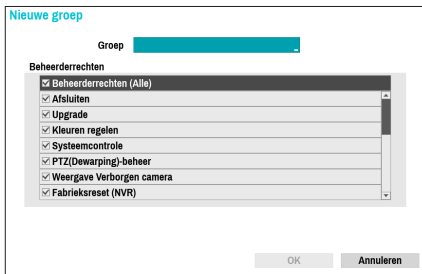 Nieuwe groep
Groep
Beheerderrechten
Beheerderrechten (Alle)
Afsluiten
Upgrade
Kleuren regelen
Systeemcontrole
PTZ(Dewarping)-beheer
Weergave Verborgen camera
Fabrieksreset (NVR)
OK Annuleren